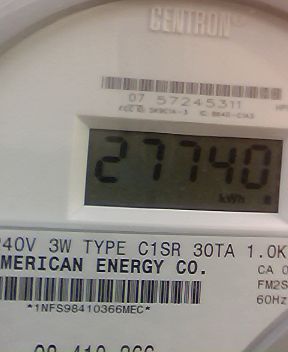 CENTRON®
07 57245311
27740
kWh
240V 3W TYPE C1SR 30TA 1.0K
AMERICAN ENERGY CO.
CA 0
FM2S
60Hz
*1NFS98410366MEC*